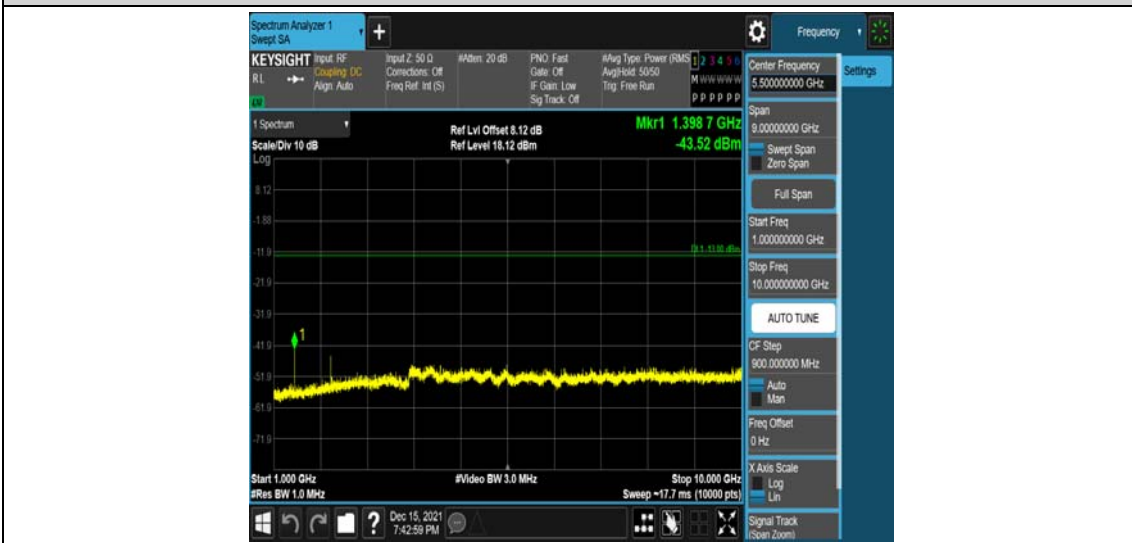 Spectrum Analyzer 1
Swept SA
+
Frequency
KEYSIGHT
RL
Input: RF
Coupling: DC
Align: Auto
Input Z: 50 Ω
Corrections: Off
Freq Ref: Int (S)
#Atten: 20 dB
PNO: Fast
Gate: Off
IF Gain: Low
Sig Track: Off
#Avg Type: Power (RMS
Avg|Hold: 50/50
Trig: Free Run
1 2 3 4 5 6
M W W W W W
P P P P P P
Center Frequency
5.500000000 GHz
Settings
1 Spectrum
Ref Lvl Offset 8.12 dB
Mkr1 1.398 7 GHz
Scale/Div 10 dB
Ref Level 18.12 dBm
-43.52 dBm
Log
8.12
-1.88
-11.9
DL1 -13.00 dBm
-21.9
-31.9
-41.9
1
-51.9
-61.9
-71.9
Start 1.000 GHz
#Video BW 3.0 MHz
Stop 10.000 GHz
#Res BW 1.0 MHz
Sweep ~17.7 ms (10000 pts)
Span
9.00000000 GHz
Swept Span
Zero Span
Full Span
Start Freq
1.000000000 GHz
Stop Freq
10.000000000 GHz
AUTO TUNE
CF Step
900.000000 MHz
Auto
Man
Freq Offset
0 Hz
X Axis Scale
Log
Lin
Signal Track
(Span Zoom)
?
Dec 15, 2021
7:42:59 PM